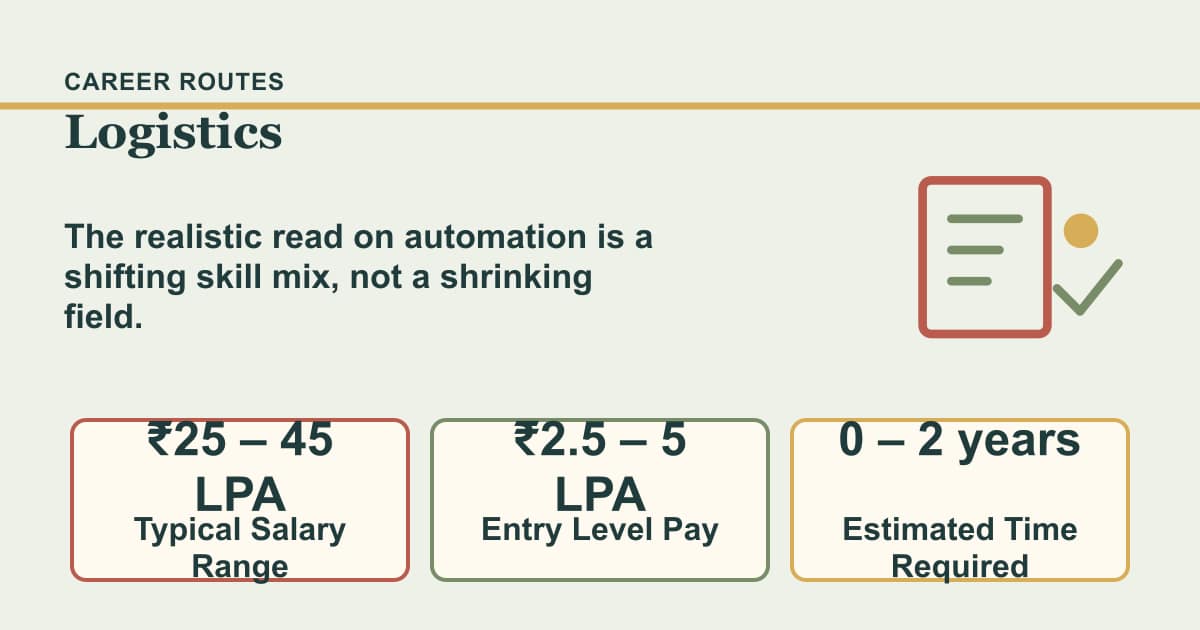 CAREER ROUTES
Logistics
The realistic read on automation is a
shifting skill mix, not a shrinking
field.
₹25 – 45
LPA
Typical Salary
Range
₹2.5 – 5
LPA
Entry Level Pay
0 – 2 years
Estimated Time
Required